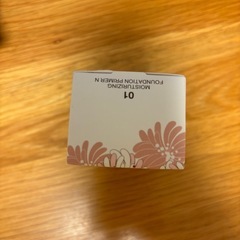 01
MOISTURIZING
FOUNDATION PRIMER N